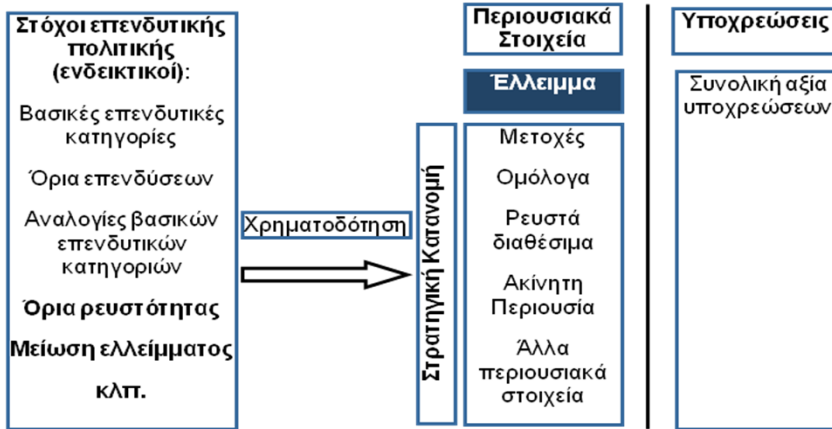 Στόχοι επενδυτικής
πολιτικής
(ενδεικτικοί):
Βασικές επενδυτικές
κατηγορίες
Όρια επενδύσεων
Αναλογίες βασικών
επενδυτικών
κατηγοριών
Όρια ρευστότητας
Μείωση ελλείμματος
κλπ.
Χρηματοδότηση
Στρατηγική Κατανομή
Περιουσιακά
Στοιχεία
Έλλειμμα
Μετοχές
Ομόλογα
Ρευστά
διαθέσιμα
Ακίνητη
Περιουσία
Άλλα
περιουσιακά
στοιχεία
Υποχρεώσεις
Συνολική αξία
υποχρεώσεων